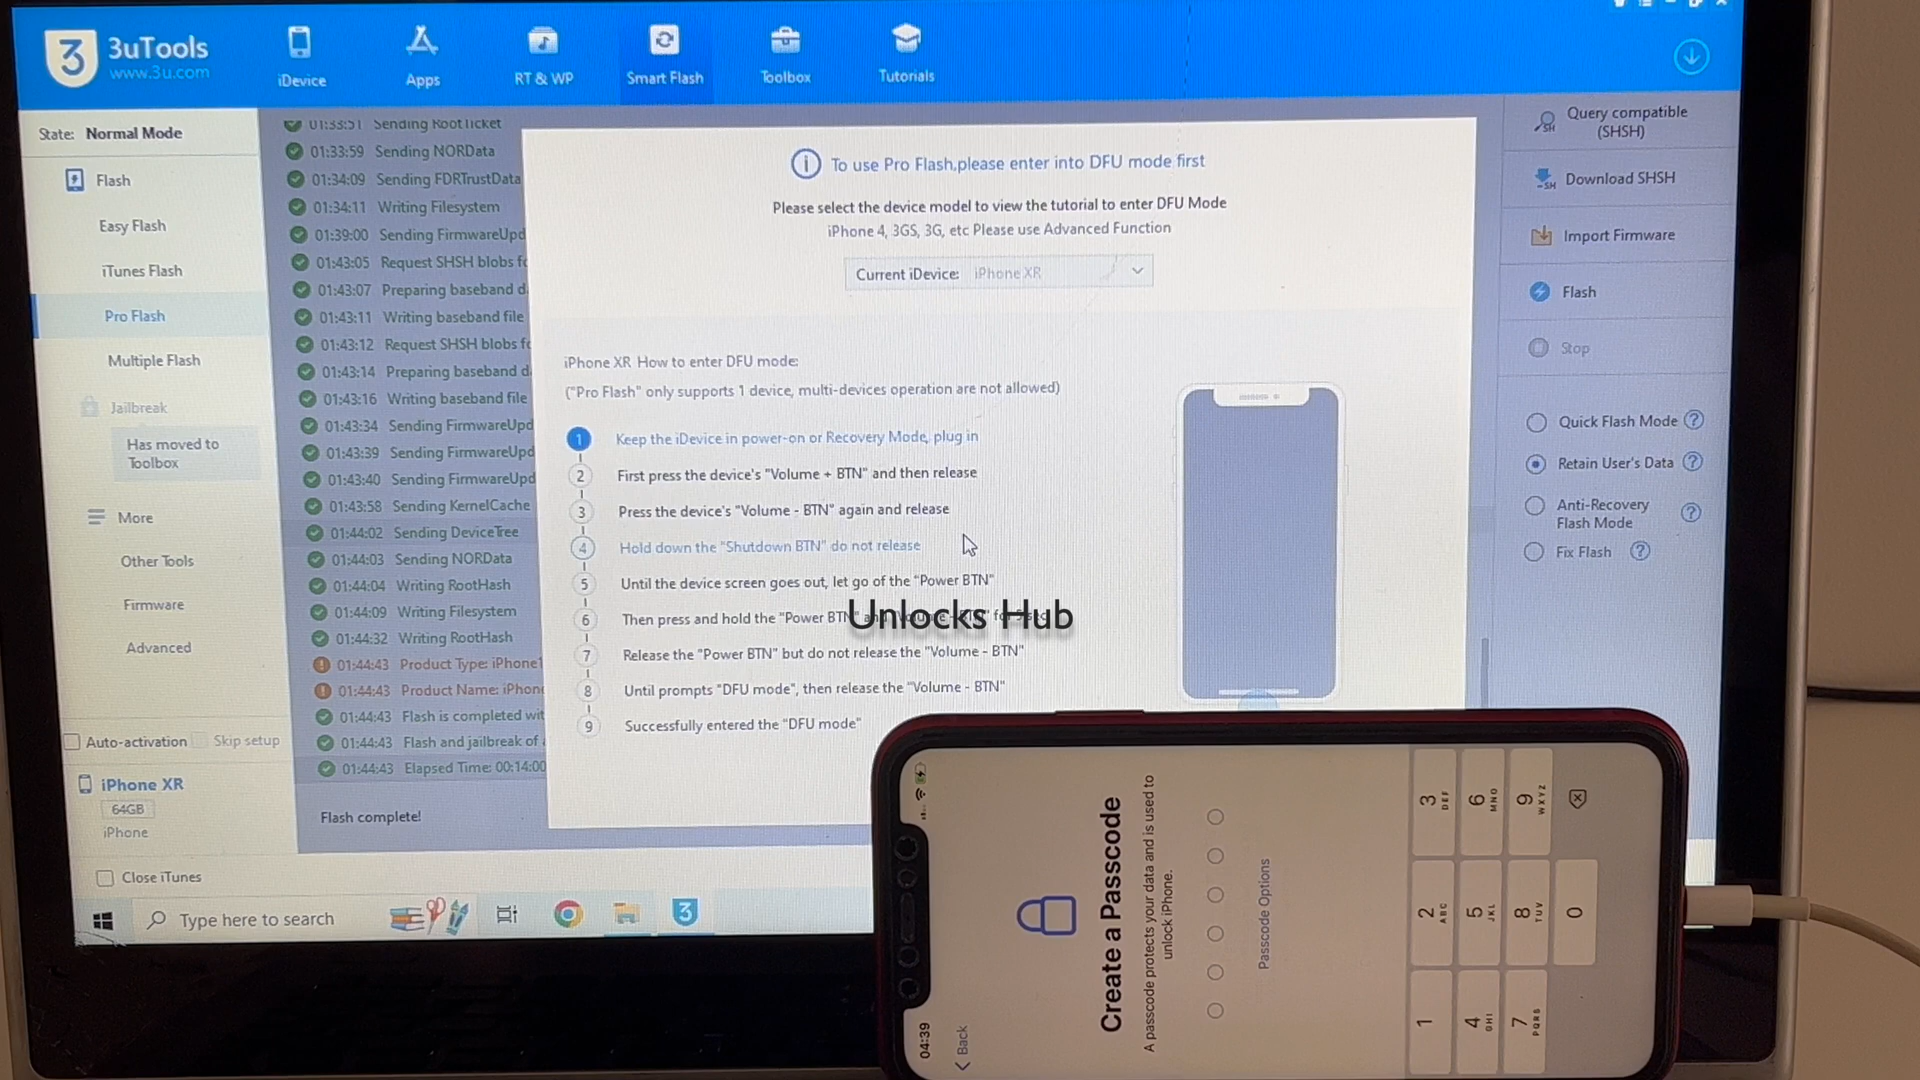 3
3uTools
www.3u.com
iDevice
Apps
RT & WP
Smart Flash
Toolbox
Tutorials
State: Normal Mode
Flash
Easy Flash
iTunes Flash
Pro Flash
Multiple Flash
Jailbreak
Has moved to
Toolbox
More
Other Tools
Firmware
Advanced
Auto-activation
Skip setup
iPhone XR
64GB
iPhone
Close iTunes
01:33:51 Sending RootTicket
01:33:59 Sending NORData
01:34:09 Sending FDRTrustData
01:34:11 Writing Filesystem
01:39:00 Sending FirmwareUpd
01:43:05 Request SHSH blobs fo
01:43:07 Preparing baseband d
01:43:11 Writing baseband file
01:43:12 Request SHSH blobs fo
01:43:14 Preparing baseband d
01:43:16 Writing baseband file
01:43:34 Sending FirmwareUpd
01:43:39 Sending FirmwareUpd
01:43:40 Sending FirmwareUpd
01:43:58 Sending KernelCache
01:44:02 Sending DeviceTree
01:44:03 Sending NORData
01:44:04 Writing RootHash
01:44:09 Writing Filesystem
01:44:32 Writing RootHash
01:44:43 Product Type: iPhone1
01:44:43 Product Name: iPhon
01:44:43 Flash is completed wit
01:44:43 Flash and jailbreak of
01:44:43 Elapsed Time: 00:14:00
Flash complete!
To use Pro Flash,please enter into DFU mode first
Please select the device model to view the tutorial to enter DFU Mode
iPhone 4, 3GS, 3G, etc Please use Advanced Function
Current iDevice: iPhone XR
iPhone XR How to enter DFU mode:
("Pro Flash" only supports 1 device, multi-devices operation are not allowed)
1 Keep the iDevice in power-on or Recovery Mode, plug in
2 First press the device's "Volume + BTN" and then release
3 Press the device's "Volume - BTN" again and release
4 Hold down the "Shutdown BTN" do not release
5 Until the device screen goes out, let go of the "Power BTN"
6 Then press and hold the "Power BTN"
7 Release the "Power BTN" but do not release the "Volume - BTN"
8 Until prompts "DFU mode", then release the "Volume - BTN"
9 Successfully entered the "DFU mode"
Unlocks Hub
Query compatible
(SHSH)
Download SHSH
Import Firmware
Flash
Stop
Quick Flash Mode ?
Retain User's Data ?
Anti-Recovery
Flash Mode ?
Fix Flash ?
Type here to search
3
04:39
Back
Create a Passcode
A passcode protects your data and is used to
unlock iPhone.
Passcode Options
1
2 ABC
3 DEF
4 GHI
5 JKL
6 MNO
7 PQRS
8 TUV
9 WXYZ
0